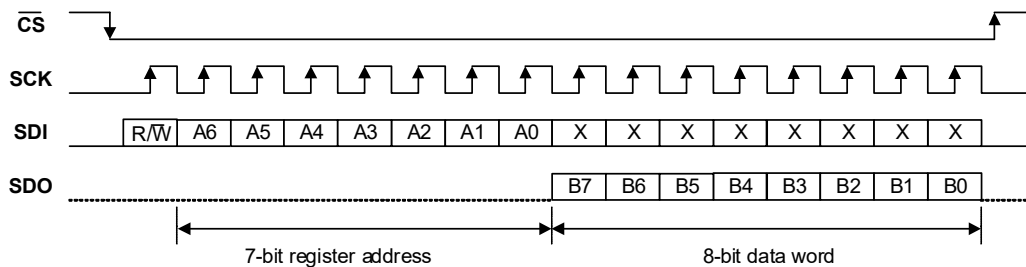 CS
SCK
SDI R/W A6 A5 A4 A3 A2 A1 A0 X X X X X X X X
SDO B7 B6 B5 B4 B3 B2 B1 B0
7-bit register address 8-bit data word